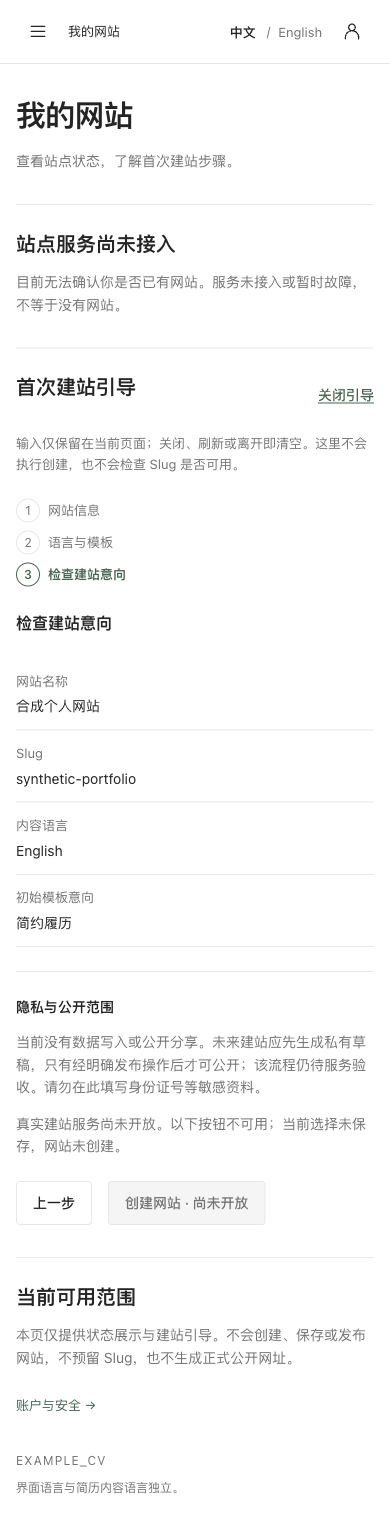 我的网站
中文 / English
我的网站
查看站点状态，了解首次建站步骤。
站点服务尚未接入
目前无法确认你是否已有网站。服务未接入或暂时故障，
不等于没有网站。
首次建站引导
关闭引导
输入仅保留在当前页面；关闭、刷新或离开即清空。这里不会
执行创建，也不会检查 Slug 是否可用。
1 网站信息
2 语言与模板
3 检查建站意向
检查建站意向
网站名称
合成个人网站
Slug
synthetic-portfolio
内容语言
English
初始模板意向
简约履历
隐私与公开范围
当前没有数据写入或公开分享。未来建站应先生成私有草
稿，只有经明确发布操作后才可公开；该流程仍待服务验
收。请勿在此填写身份证号等敏感资料。
真实建站服务尚未开放。以下按钮不可用；当前选择未保
存，网站未创建。
上一步
创建网站 · 尚未开放
当前可用范围
本页仅提供状态展示与建站引导。不会创建、保存或发布
网站，不预留 Slug，也不生成正式公开网址。
账户与安全 →
EXAMPLE_CV
界面语言与简历内容语言独立。